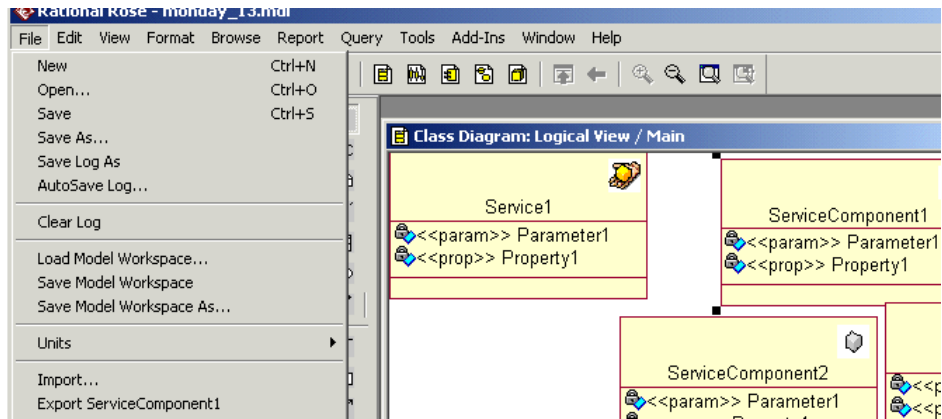 Rational Rose - monday_13.mdl
File Edit View Format Browse Report Query Tools Add-Ins Window Help
New Ctrl+N
Open... Ctrl+O
Save Ctrl+S
Save As...
Save Log As
AutoSave Log...
Clear Log
Load Model Workspace...
Save Model Workspace
Save Model Workspace As...
Units
Import...
Export ServiceComponent1
Class Diagram: Logical View / Main
Service1
<<param>> Parameter1
<<prop>> Property1
ServiceComponent1
<<param>> Parameter1
<<prop>> Property1
ServiceComponent2
<<param>> Parameter1
<<p
<<p